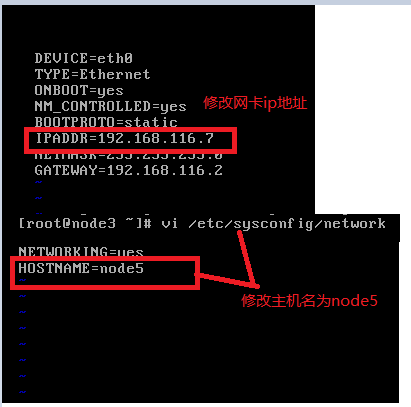 DEVICE=eth0
TYPE=Ethernet
ONBOOT=yes
NM_CONTROLLED=yes
修改网卡ip地址
BOOTPROTO=static
IPADDR=192.168.116.7
NETMASK=255.255.255.0
GATEWAY=192.168.116.2
~
~
[root@node3 ~]# vi /etc/sysconfig/network
NETWORKING=yes
HOSTNAME=node5
~
修改主机名为node5
~
~
~
~
~
~